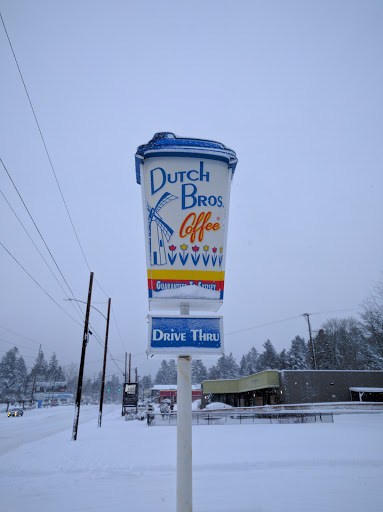 Dutch
Bros.
Coffee
Guaranteed To Satisfy
Drive Thru